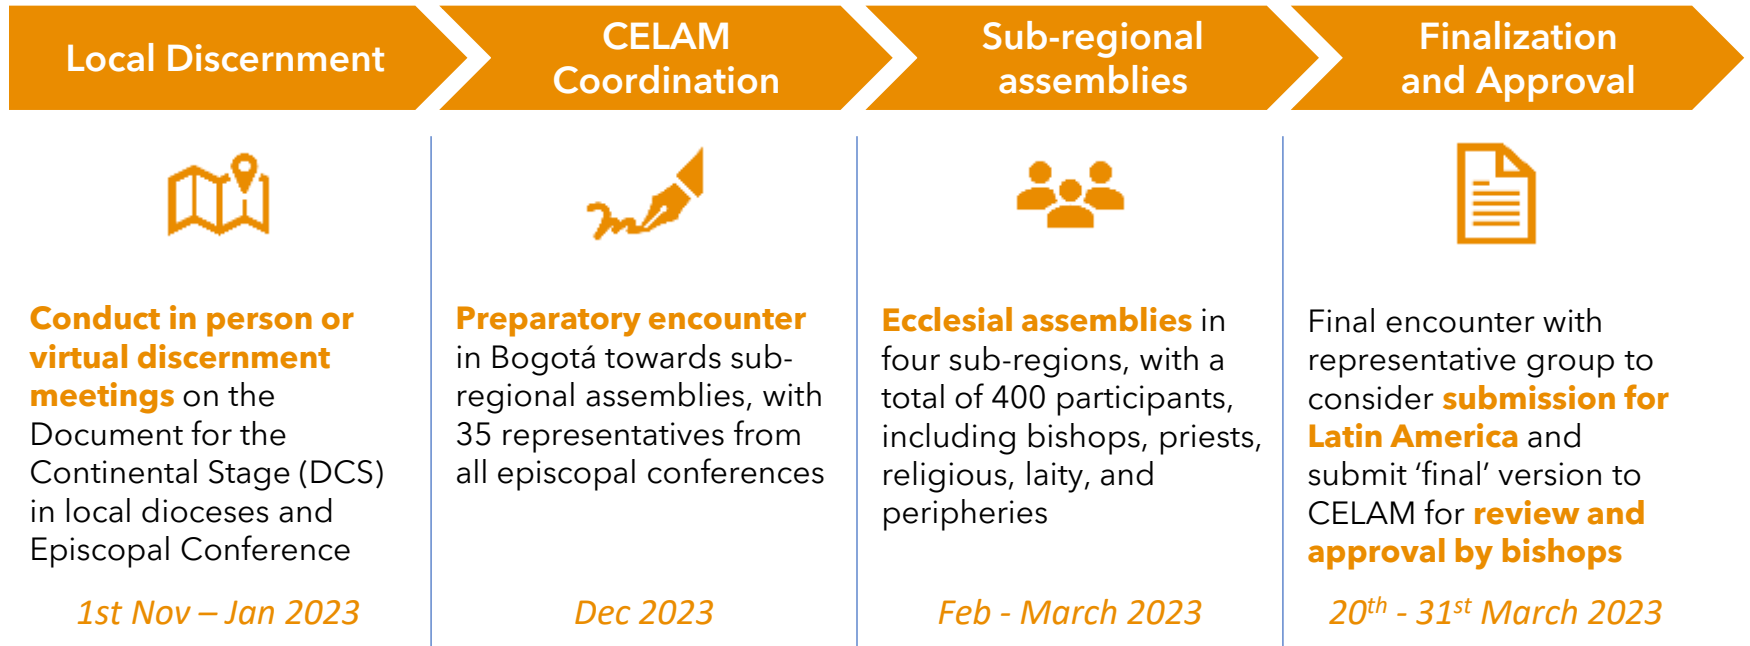 Local Discernment
CELAM
Coordination
Sub-regional
assemblies
Finalization
and Approval
Conduct in person or
virtual discernment
meetings on the
Document for the
Continental Stage (DCS)
in local dioceses and
Episcopal Conference
1st Nov – Jan 2023
Preparatory encounter
in Bogotá towards sub-
regional assemblies, with
35 representatives from
all episcopal conferences
Dec 2023
Ecclesial assemblies in
four sub-regions, with a
total of 400 participants,
including bishops, priests,
religious, laity, and
peripheries
Feb - March 2023
Final encounter with
representative group to
consider submission for
Latin America and
submit ‘final’ version to
CELAM for review and
approval by bishops
20th - 31st March 2023